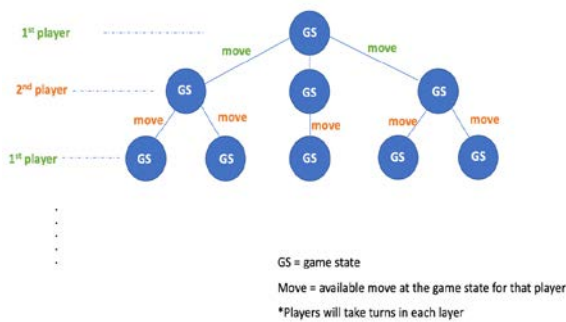 1st player
GS
move
move
2nd player
GS
GS
GS
move
move
move
move
move
1st player
GS
GS
GS
GS
GS
GS = game state
Move = available move at the game state for that player
*Players will take turns in each layer